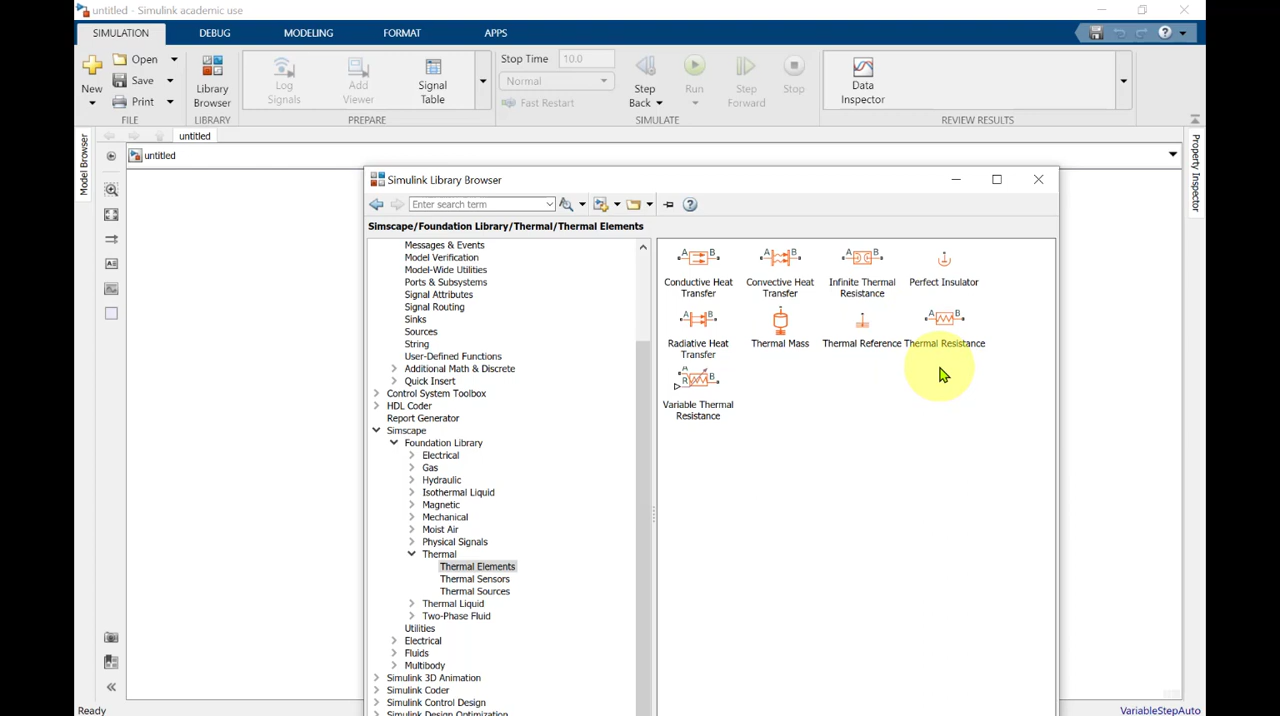 untitled - Simulink academic use
SIMULATION
DEBUG
MODELING
FORMAT
APPS
New
Open
Save
Print
FILE
Library
Browser
LIBRARY
Log
Signals
Add
Viewer
Signal
Table
PREPARE
Stop Time 10.0
Normal
Fast Restart
Step
Back
Run
Step
Forward
Stop
SIMULATE
Data
Inspector
REVIEW RESULTS
Model Browser
untitled
untitled
Property Inspector
Simulink Library Browser
Enter search term
Simscape/Foundation Library/Thermal/Thermal Elements
Messages & Events
Model Verification
Model-Wide Utilities
Ports & Subsystems
Signal Attributes
Signal Routing
Sinks
Sources
String
User-Defined Functions
Additional Math & Discrete
Quick Insert
Control System Toolbox
HDL Coder
Report Generator
Simscape
Foundation Library
Electrical
Gas
Hydraulic
Isothermal Liquid
Magnetic
Mechanical
Moist Air
Physical Signals
Thermal
Thermal Elements
Thermal Sensors
Thermal Sources
Thermal Liquid
Two-Phase Fluid
Utilities
Electrical
Fluids
Multibody
Simulink 3D Animation
Simulink Coder
Simulink Control Design
Simulink Design Optimization
A B
Conductive Heat
Transfer
A B
Convective Heat
Transfer
A B
Infinite Thermal
Resistance
Perfect Insulator
A B
Radiative Heat
Transfer
Thermal Mass
Thermal Reference
A B
Thermal Resistance
A B
R
Variable Thermal
Resistance
Ready
VariableStepAuto